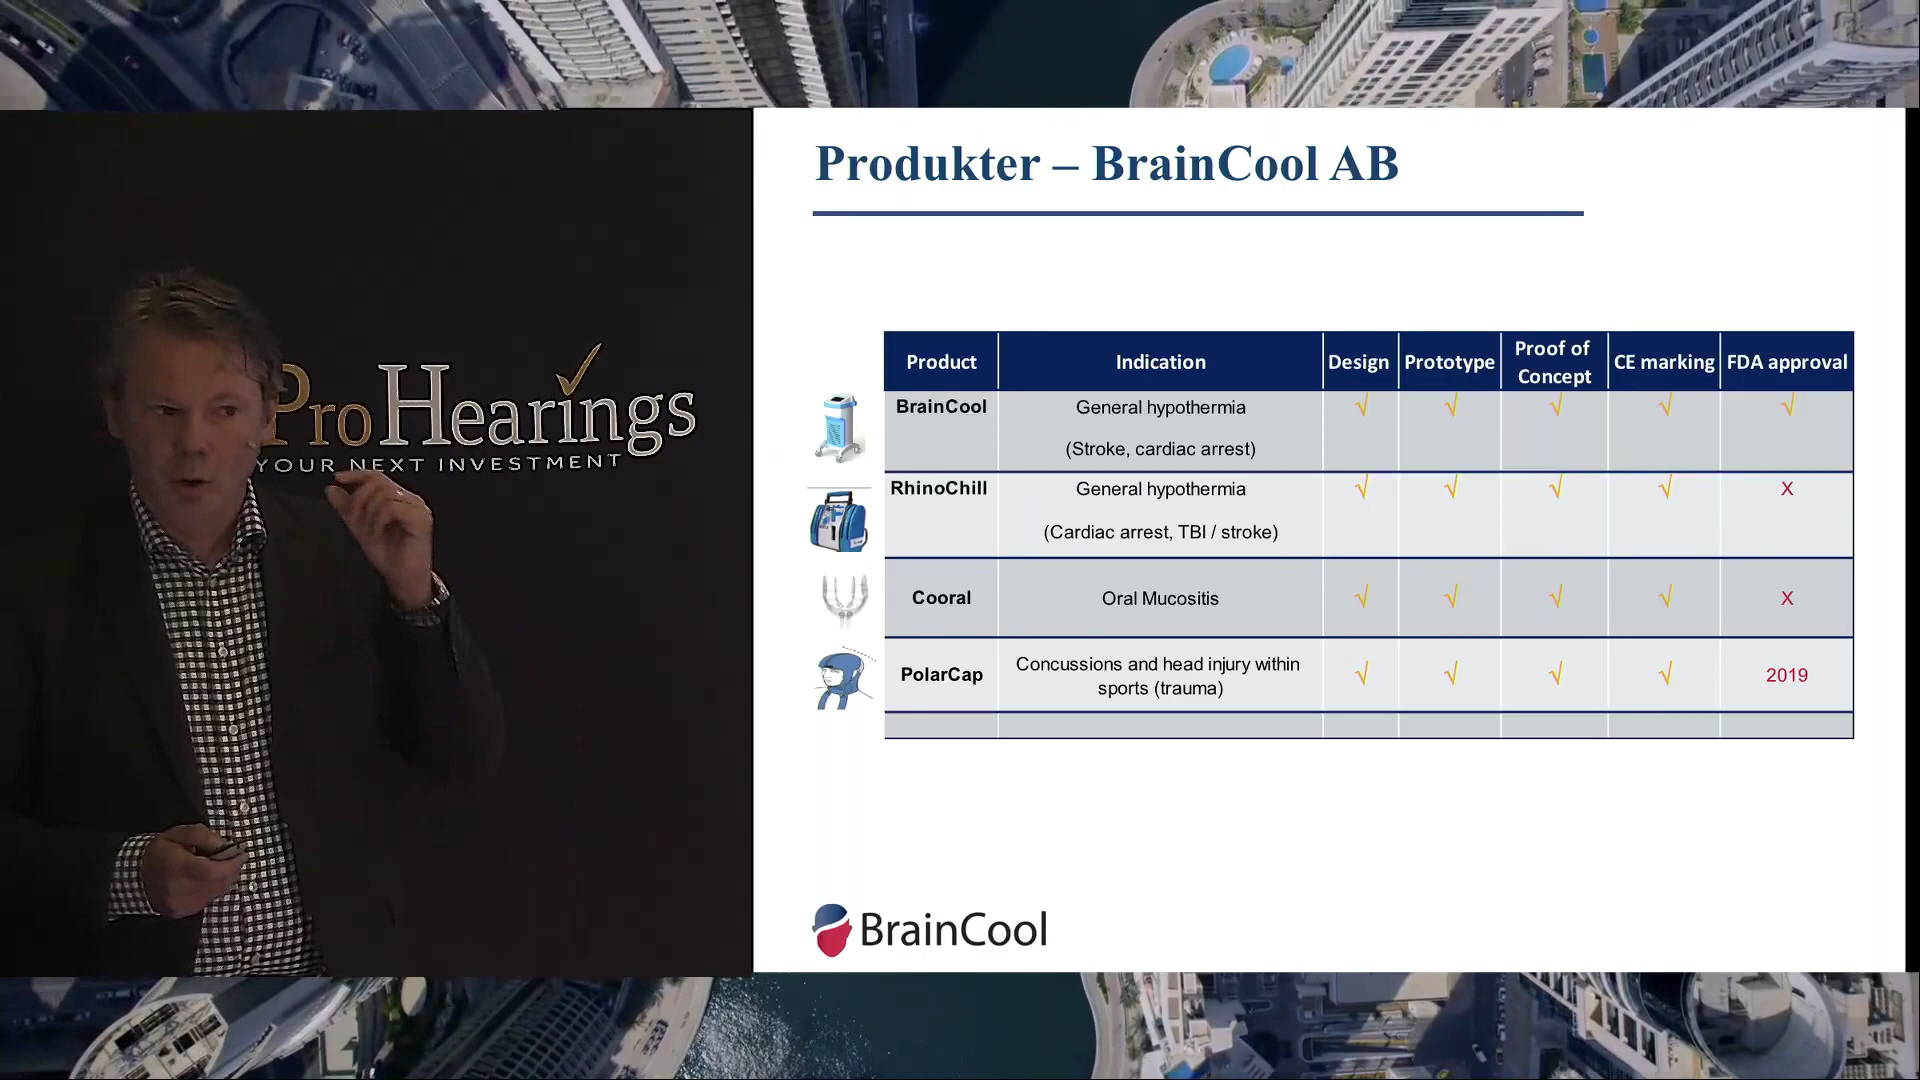 Produkter – BrainCool AB
ProHearings
YOUR NEXT INVESTMENT
Product Indication Design Prototype Proof of Concept CE marking FDA approval
BrainCool General hypothermia √ √ √ √ √
(Stroke, cardiac arrest)
RhinoChill General hypothermia √ √ √ √ X
(Cardiac arrest, TBI / stroke)
Cooral Oral Mucositis √ √ √ √ X
PolarCap Concussions and head injury within √ √ √ √ 2019
sports (trauma)
BrainCool